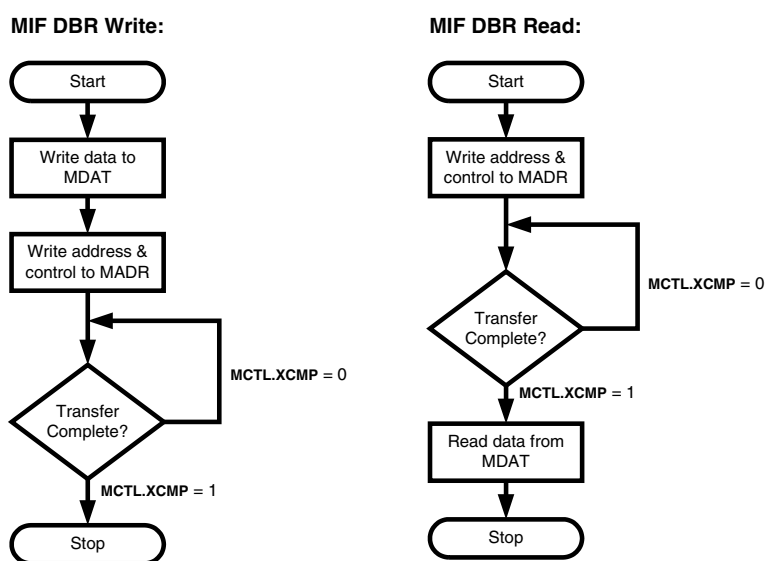 MIF DBR Write:
Start
Write data to
MDAT
Write address &
control to MADR
MCTL.XCMP = 0
Transfer
Complete?
MCTL.XCMP = 1
Stop
MIF DBR Read:
Start
Write address &
control to MADR
MCTL.XCMP = 0
Transfer
Complete?
MCTL.XCMP = 1
Read data from
MDAT
Stop